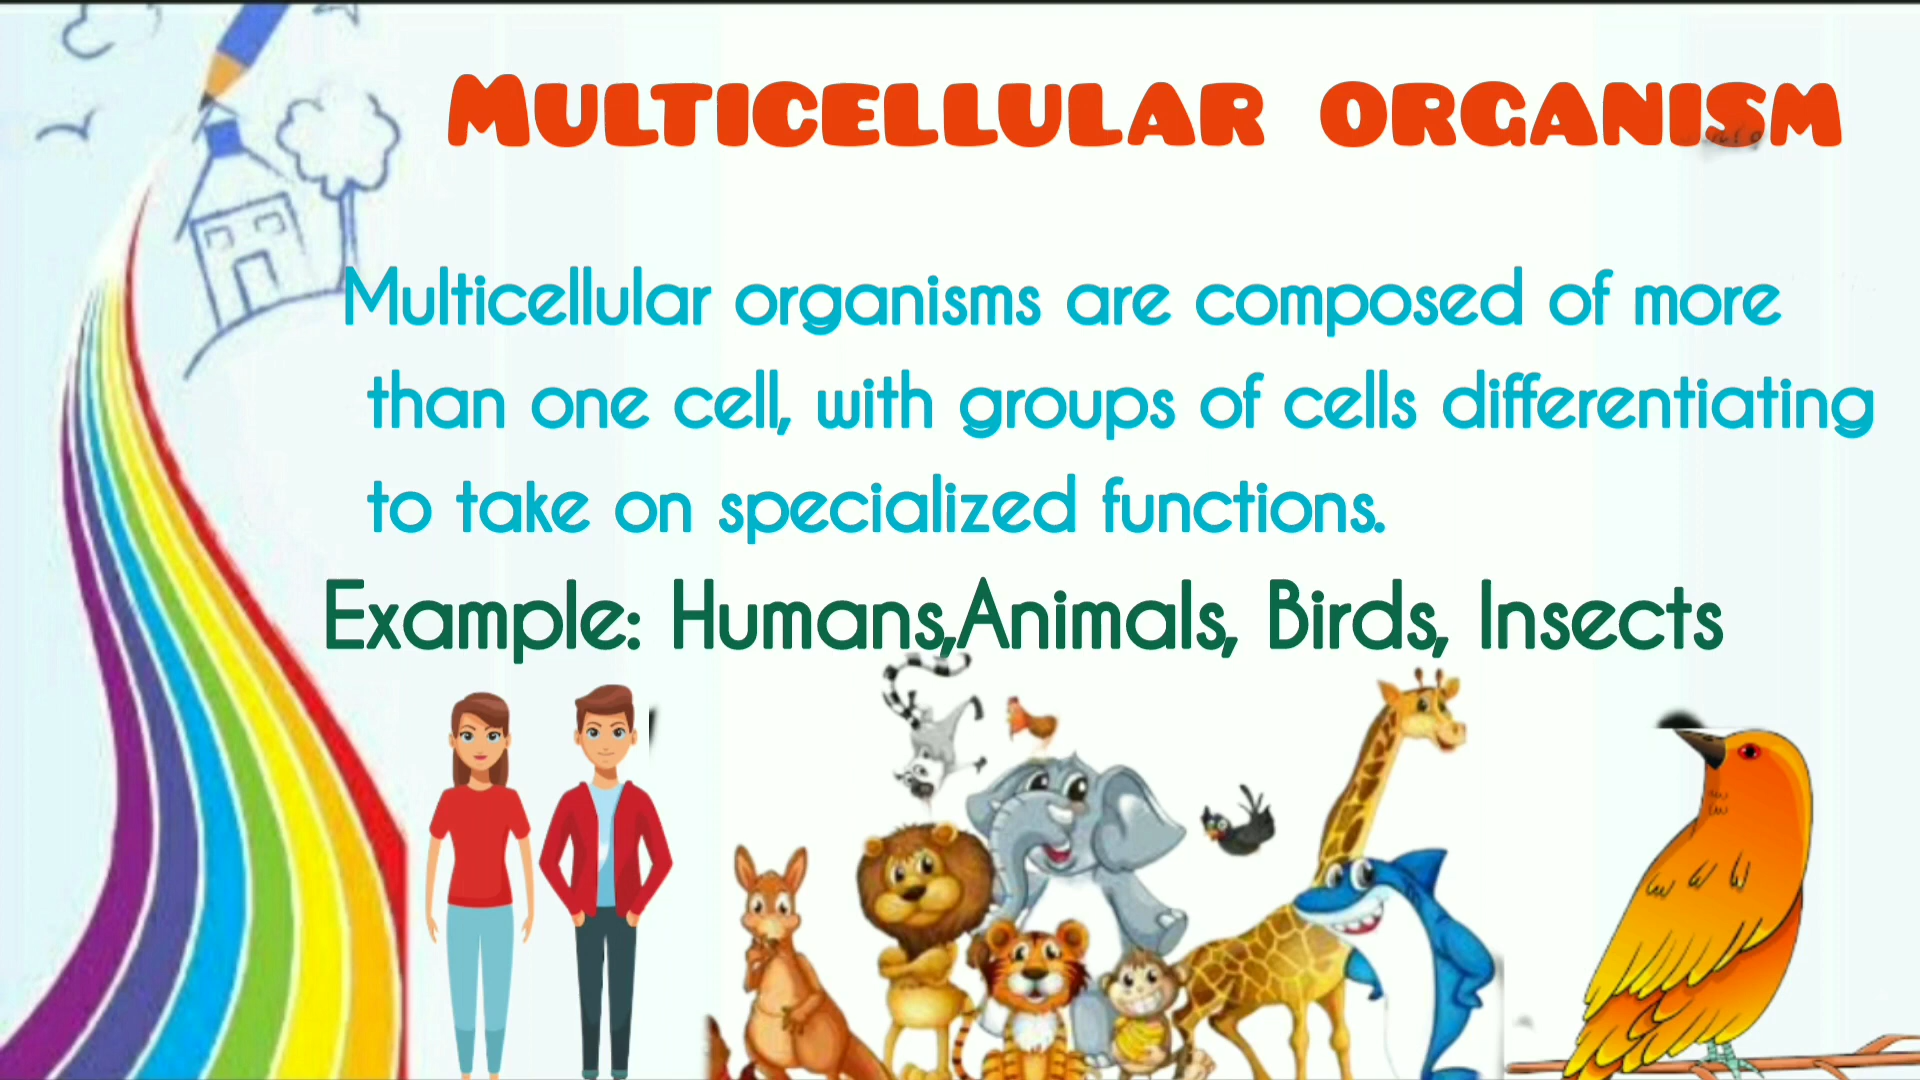 Multicellular organism
Multicellular organisms are composed of more
than one cell, with groups of cells differentiating
to take on specialized functions.
Example: Humans,Animals, Birds, Insects